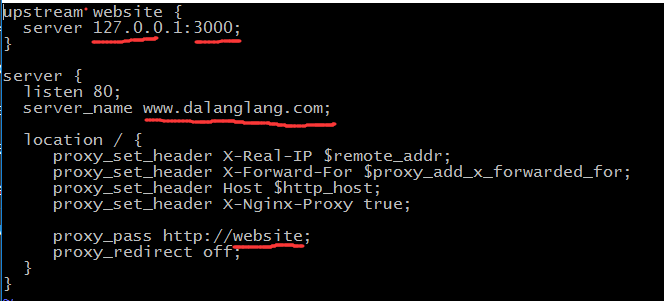 upstream website {
server 127.0.0.1:3000;
}
server {
listen 80;
server_name www.dalanglang.com;
location / {
proxy_set_header X-Real-IP $remote_addr;
proxy_set_header X-Forward-For $proxy_add_x_forwarded_for;
proxy_set_header Host $http_host;
proxy_set_header X-Nginx-Proxy true;
proxy_pass http://website;
proxy_redirect off;
}
}
~